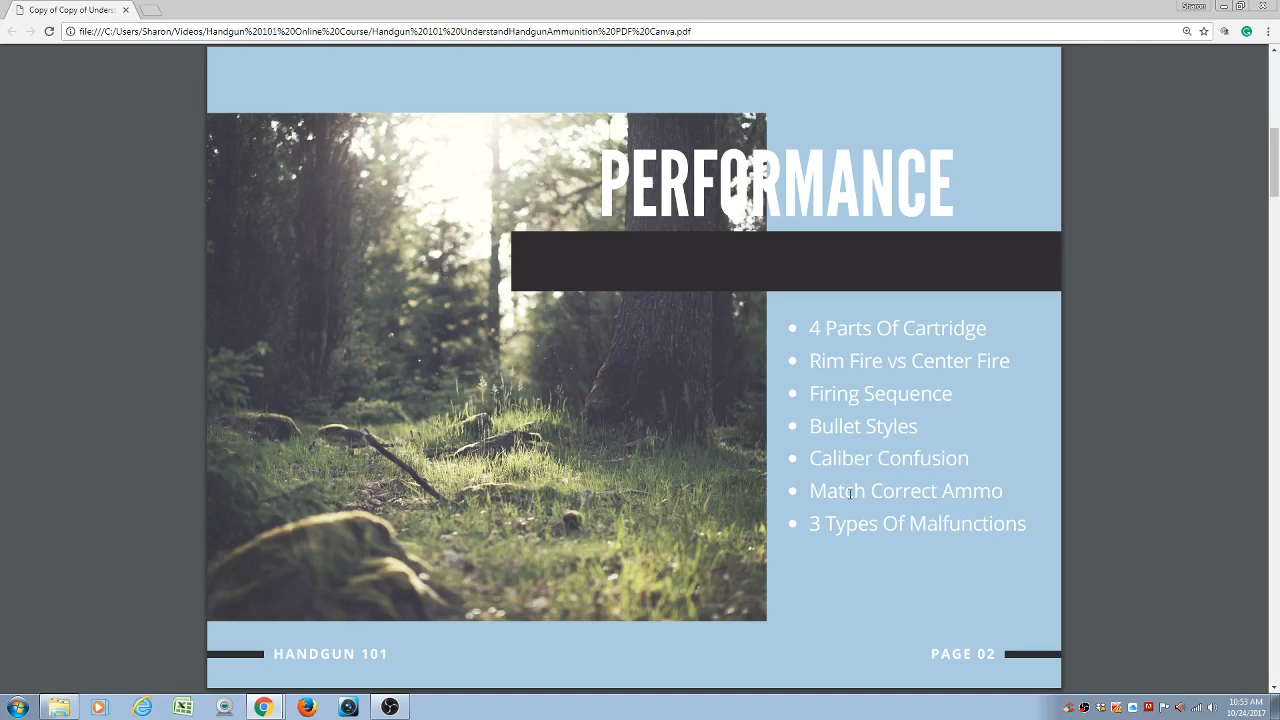 Copy of Copy of Unders
Sharon
file:///C:/Users/Sharon/Videos/Handgun%20101%20Online%20Course/Handgun%20101%20UnderstandHandgunAmmunition%20PDF%20Canva.pdf
PERFORMANCE
4 Parts Of Cartridge
Rim Fire vs Center Fire
Firing Sequence
Bullet Styles
Caliber Confusion
Match Correct Ammo
3 Types Of Malfunctions
HANDGUN 101
PAGE 02
10:53 AM
10/24/2017